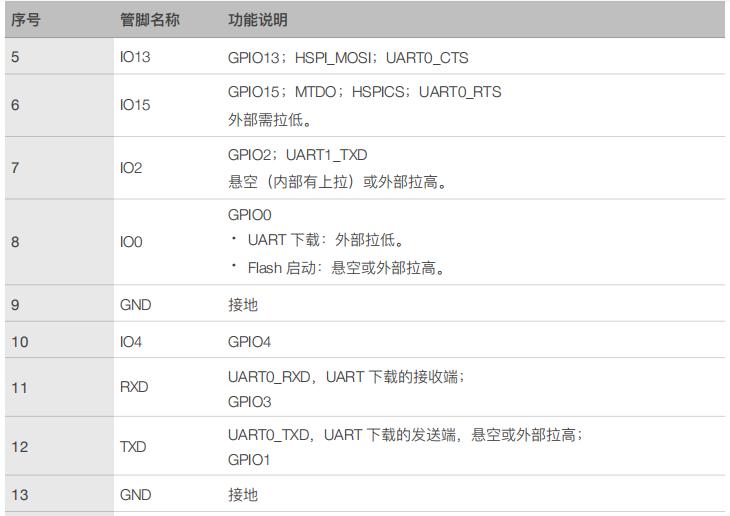 序号 管脚名称 功能说明
5 IO13 GPIO13；HSPI_MOSI；UART0_CTS
6 IO15 GPIO15；MTDO；HSPICS；UART0_RTS
外部需拉低。
7 IO2 GPIO2；UART1_TXD
悬空（内部有上拉）或外部拉高。
8 IO0 GPIO0
• UART 下载：外部拉低。
• Flash 启动：悬空或外部拉高。
9 GND 接地
10 IO4 GPIO4
11 RXD UART0_RXD，UART 下载的接收端；
GPIO3
12 TXD UART0_TXD，UART 下载的发送端，悬空或外部拉高；
GPIO1
13 GND 接地